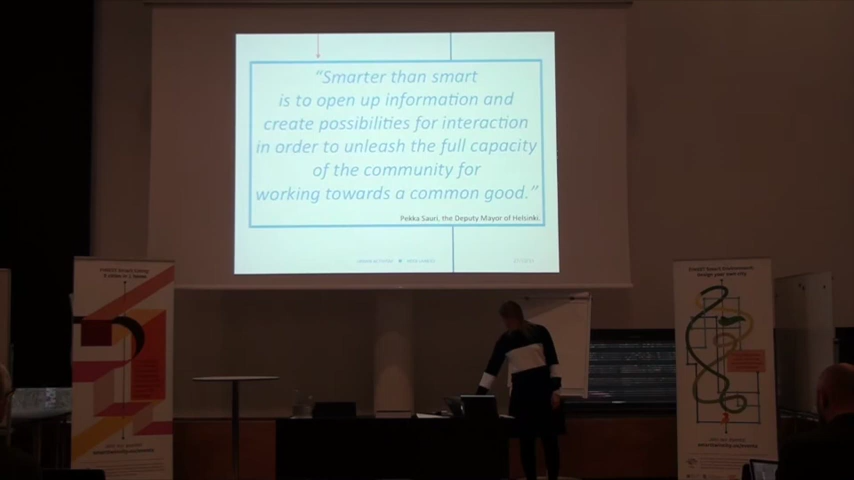 “Smarter than smart
is to open up information and
create possibilities for interaction
in order to unleash the full capacity
of the community for
working towards a common good.”
Pekka Sauri, the Deputy Mayor of Helsinki.